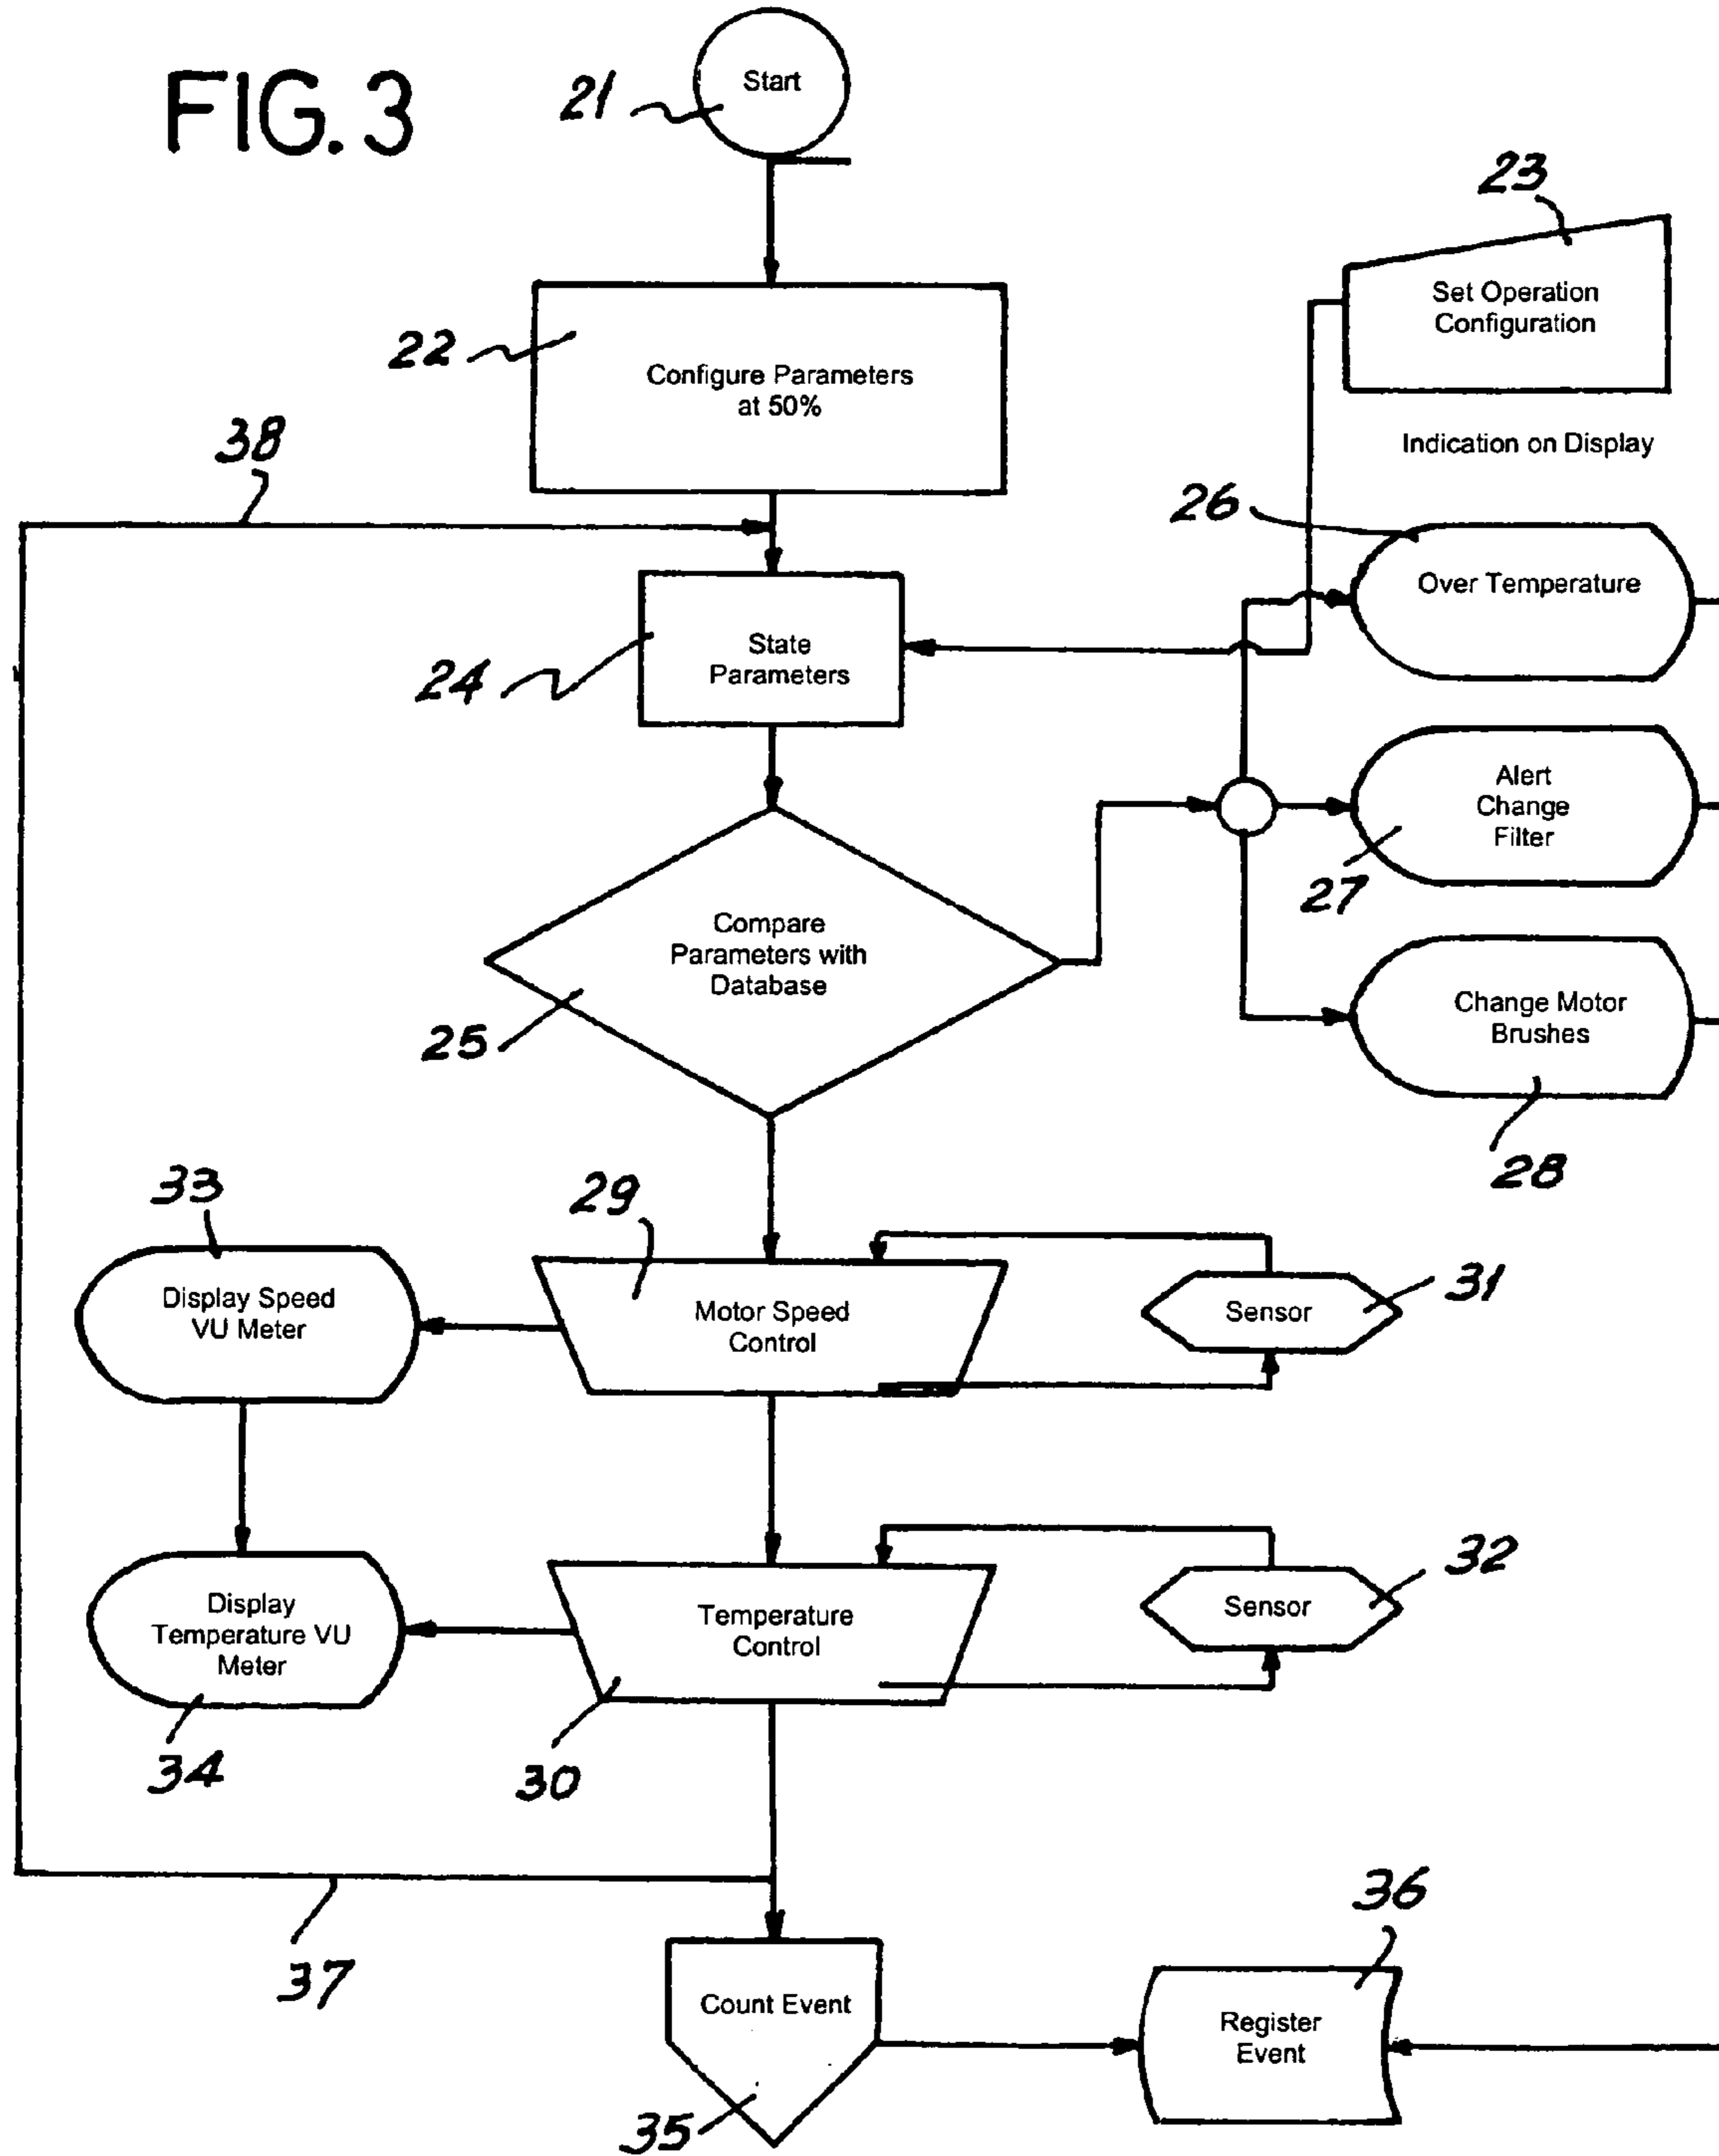 FIG. 3
Start
21
23
Set Operation
Configuration
22
Configure Parameters
at 50%
38
Indication on Display
26
Over Temperature
State
Parameters
24
Alert
Change
Filter
27
Compare
Parameters with
Database
25
Change Motor
Brushes
28
33
29
Display Speed
VU Meter
Motor Speed
Control
Sensor
31
32
Display
Temperature VU
Meter
Temperature
Control
Sensor
34
30
36
37
Count Event
Register
Event
35